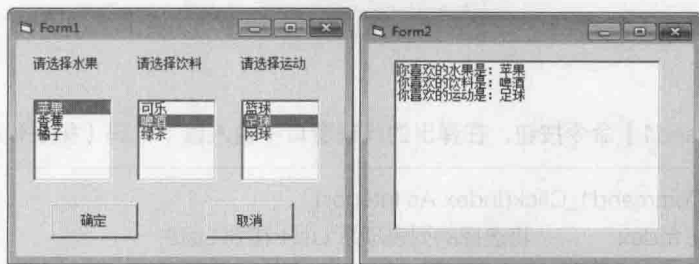 Form1
请选择水果 请选择饮料 请选择运动
苹果 可乐 篮球
香蕉 啤酒 足球
橘子 绿茶 网球
确定 取消
Form2
你喜欢的水果是：苹果
你喜欢的饮料是：啤酒
你喜欢的运动是：足球